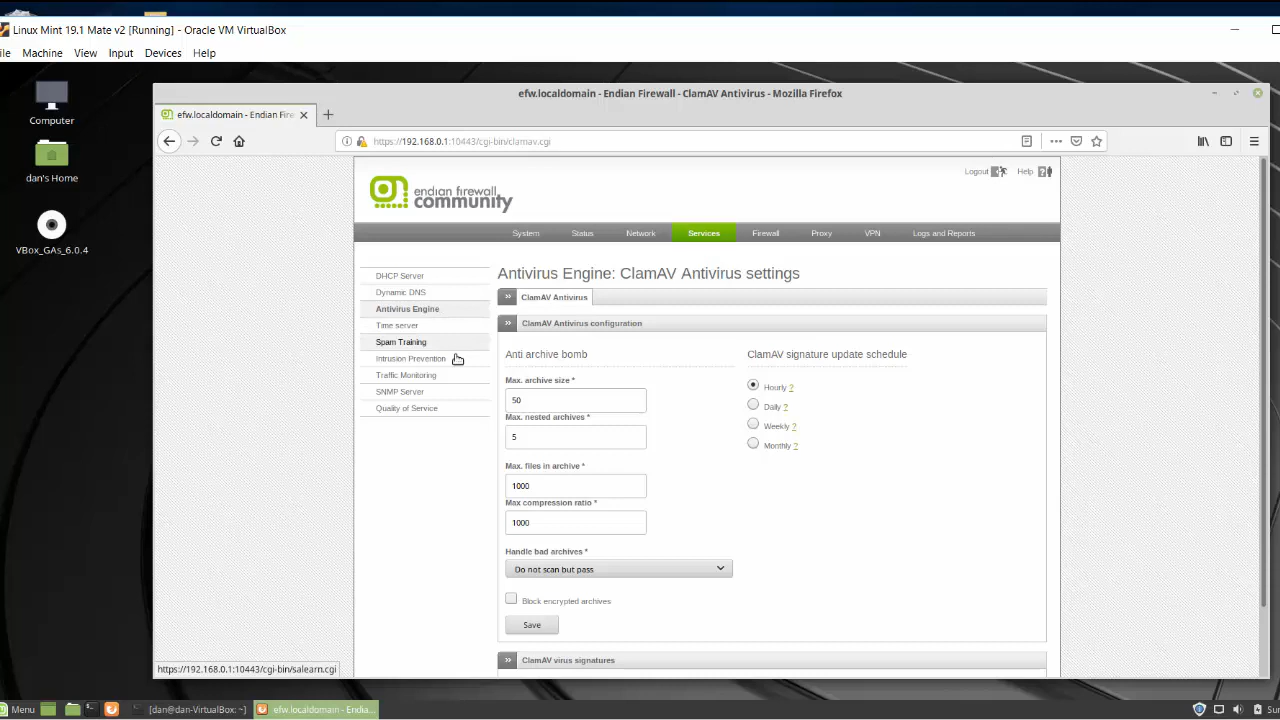 Linux Mint 19.1 Mate v2 [Running] - Oracle VM VirtualBox
ile Machine View Input Devices Help
Computer
dan's Home
VBox_GAs_6.0.4
efw.localdomain - Endian Firewall - ClamAV Antivirus - Mozilla Firefox
efw.localdomain - Endian Fire
https://192.168.0.1:10443/cgi-bin/clamav.cgi
Logout Help
endian firewall
community
System Status Network Services Firewall Proxy VPN Logs and Reports
DHCP Server
Dynamic DNS
Antivirus Engine
Time server
Spam Training
Intrusion Prevention
Traffic Monitoring
SNMP Server
Quality of Service
Antivirus Engine: ClamAV Antivirus settings
ClamAV Antivirus
ClamAV Antivirus configuration
Anti archive bomb
Max. archive size *
50
Max. nested archives *
5
Max. files in archive *
1000
Max compression ratio *
1000
Handle bad archives *
Do not scan but pass
Block encrypted archives
Save
ClamAV signature update schedule
Hourly ?
Daily ?
Weekly ?
Monthly ?
ClamAV virus signatures
https://192.168.0.1:10443/cgi-bin/salearn.cgi
Menu [dan@dan-VirtualBox: ~] efw.localdomain - Endia... Sun